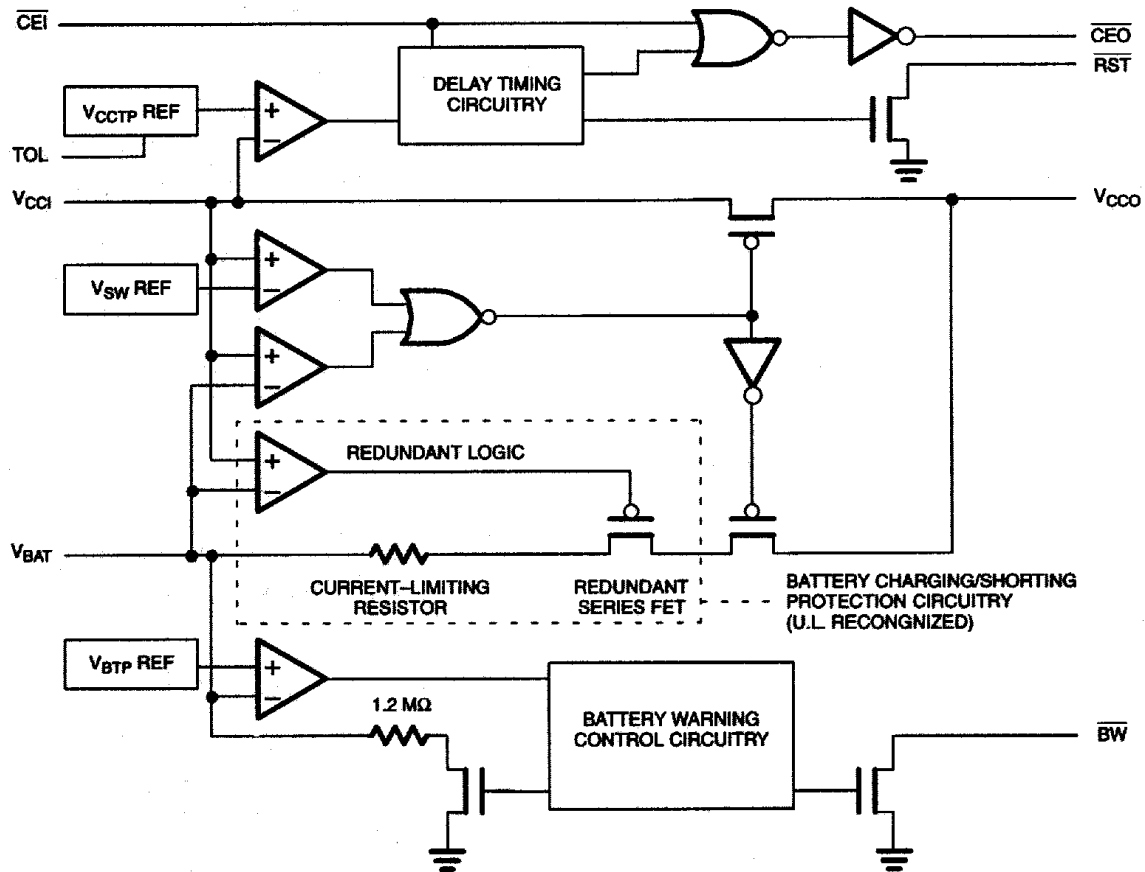 CEI
CEO
RST
DELAY TIMING
CIRCUITRY
VCCTP REF
+
−
TOL
VCCI
VCCO
+
−
VSW REF
+
−
REDUNDANT LOGIC
+
−
VBAT
CURRENT–LIMITING
RESISTOR
REDUNDANT
SERIES FET
BATTERY CHARGING/SHORTING
PROTECTION CIRCUITRY
(U.L. RECONGNIZED)
VBTP REF
+
−
1.2 MΩ
BATTERY WARNING
CONTROL CIRCUITRY
BW